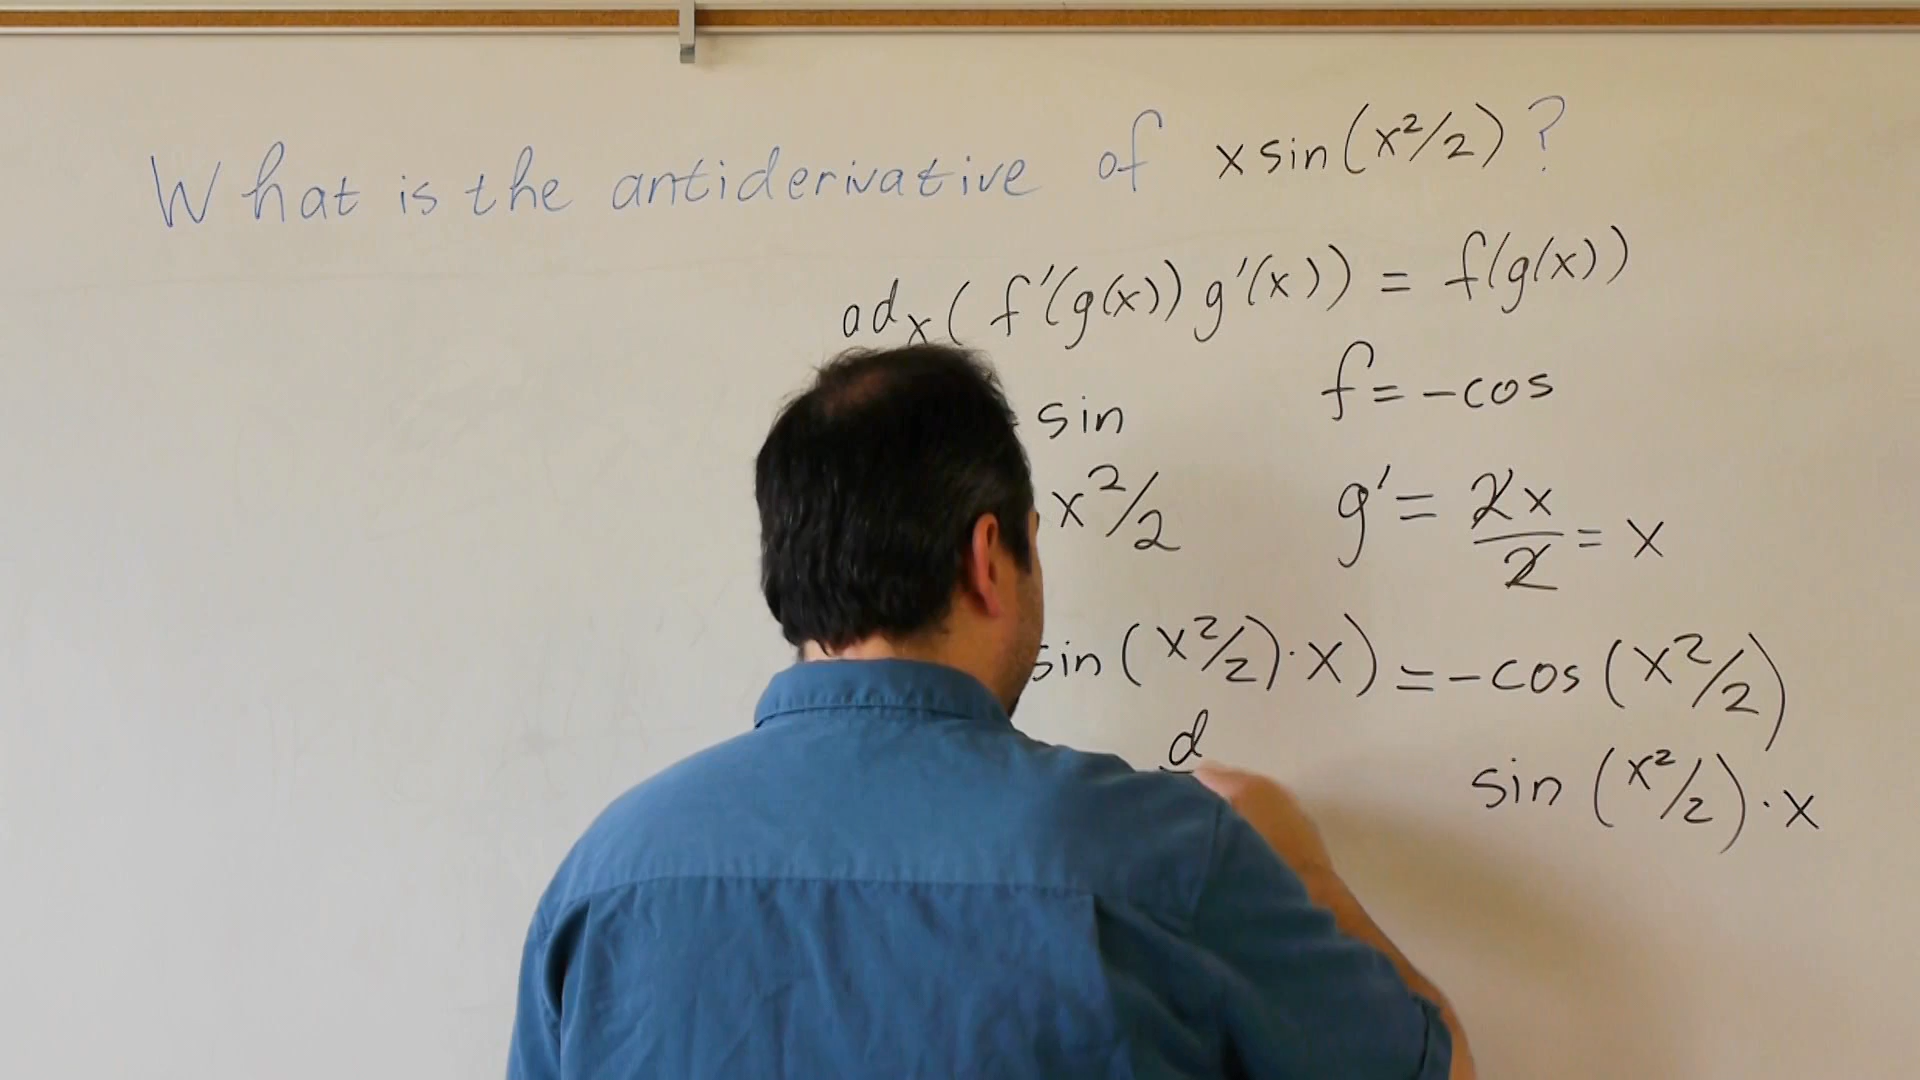 What is the antiderivative of x sin(x²/2)?
ad_x(f'(g(x))g'(x)) = f(g(x))
sin f = -cos
x²/2 g' = 2x/2 = x
sin(x²/2)·x) = -cos(x²/2)
d sin(x²/2)·x